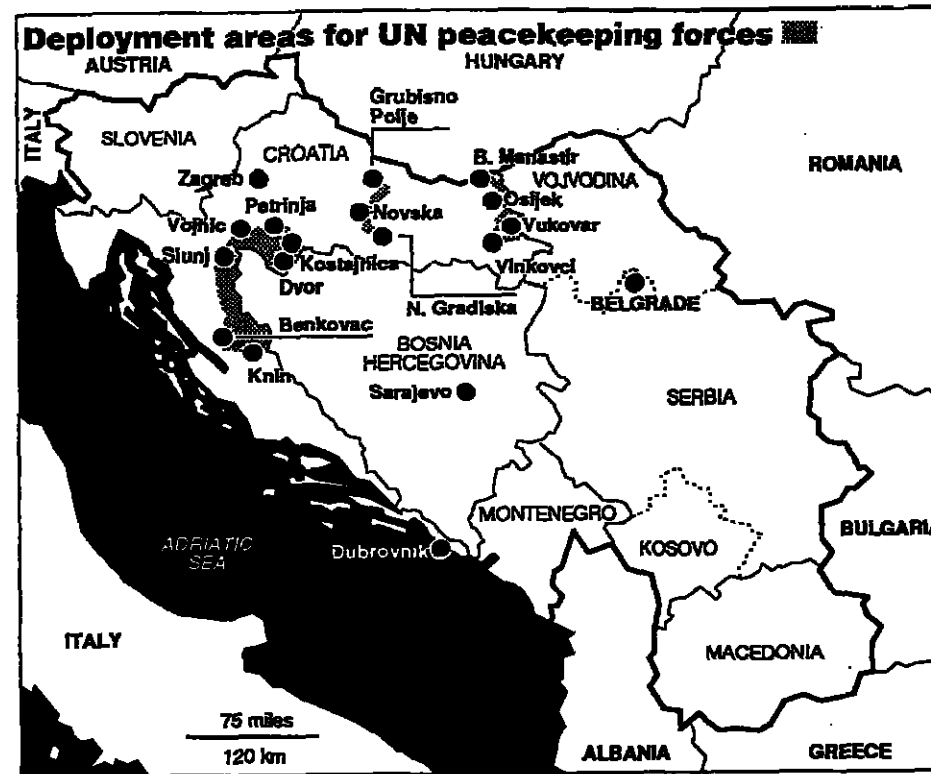 Deployment areas for UN peacekeeping forces
AUSTRIA
HUNGARY
ITALY
SLOVENIA
Grubisno
Polje
CROATIA
B. Manastir
ROMANIA
Zagreb
VOJVODINA
Petrinja
Osijek
Vojnic
Novska
Vukovar
Slunj
Kostajnica
Vinkovci
Dvor
BELGRADE
N. Gradiska
Benkovac
BOSNIA
HERCEGOVINA
Knin
Sarajevo
SERBIA
MONTENEGRO
BULGARIA
ADRIATIC
SEA
Dubrovnik
KOSOVO
ITALY
MACEDONIA
75 miles
120 km
ALBANIA
GREECE